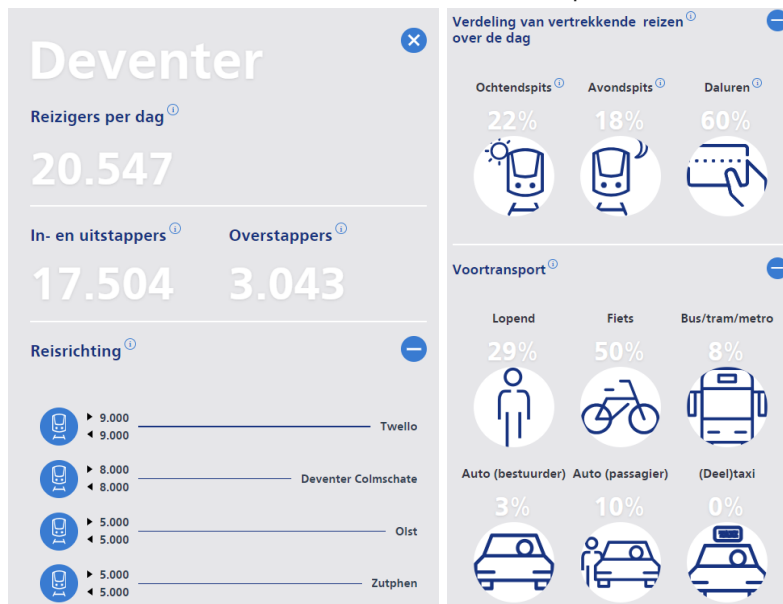 Deventer
Reizigers per dag
20.547
In- en uitstappers Overstappers
17.504 3.043
Reisrichting
9.000
9.000 Twello
8.000
8.000 Deventer Colmschate
5.000
5.000 Olst
5.000
5.000 Zutphen
Verdeling van vertrekkende reizen
over de dag
Ochtendspits Avondspits Daluren
22% 18% 60%
Voortransport
Lopend Fiets Bus/tram/metro
29% 50% 8%
Auto (bestuurder) Auto (passagier) (Deel)taxi
3% 10% 0%